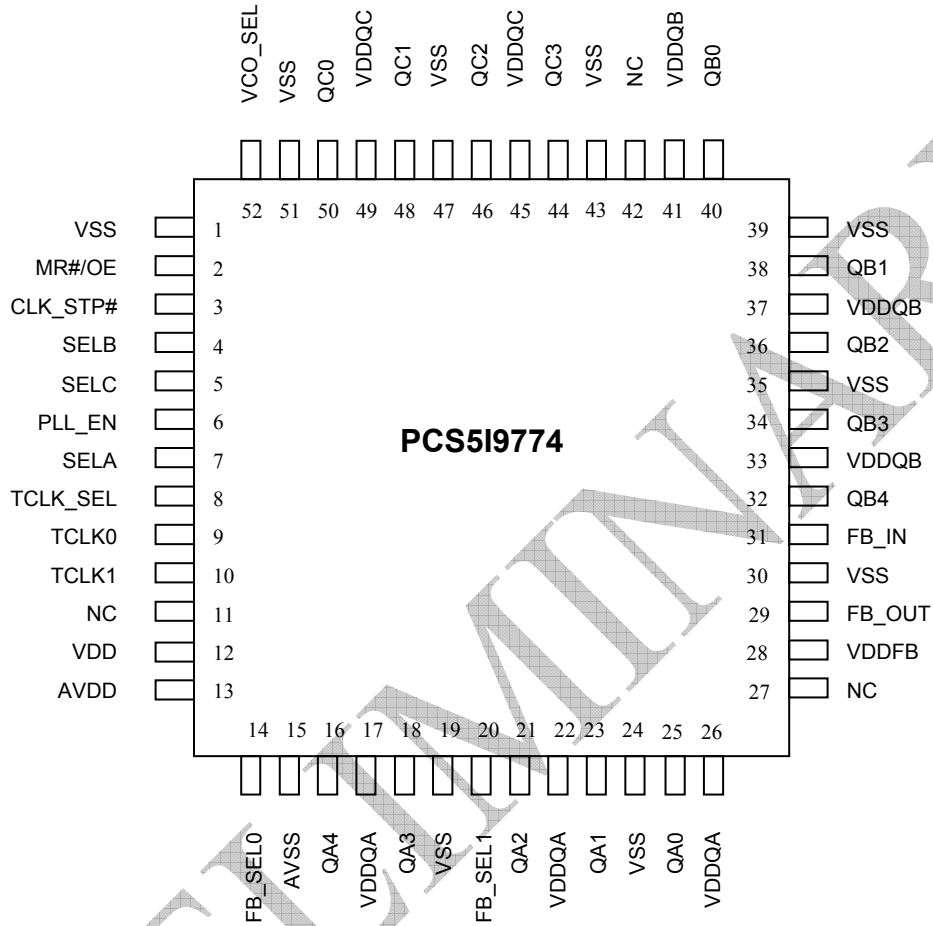 VCO_SEL
VSS
QC0
VDDQC
QC1
VSS
QC2
VDDQC
QC3
VSS
NC
VDDQB
QB0
52 51 50 49 48 47 46 45 44 43 42 41 40
VSS 1 39 VSS
MR#/OE 2 38 QB1
CLK_STP# 3 37 VDDQB
SELB 4 36 QB2
SELC 5 35 VSS
PLL_EN 6 34 QB3
PCS5I9774
SELA 7 33 VDDQB
TCLK_SEL 8 32 QB4
TCLK0 9 31 FB_IN
TCLK1 10 30 VSS
NC 11 29 FB_OUT
VDD 12 28 VDDFB
AVDD 13 27 NC
14 15 16 17 18 19 20 21 22 23 24 25 26
FB_SEL0
AVSS
QA4
VDDQA
QA3
VSS
FB_SEL1
QA2
VDDQA
QA1
VSS
QA0
VDDQA
ELIMINAR